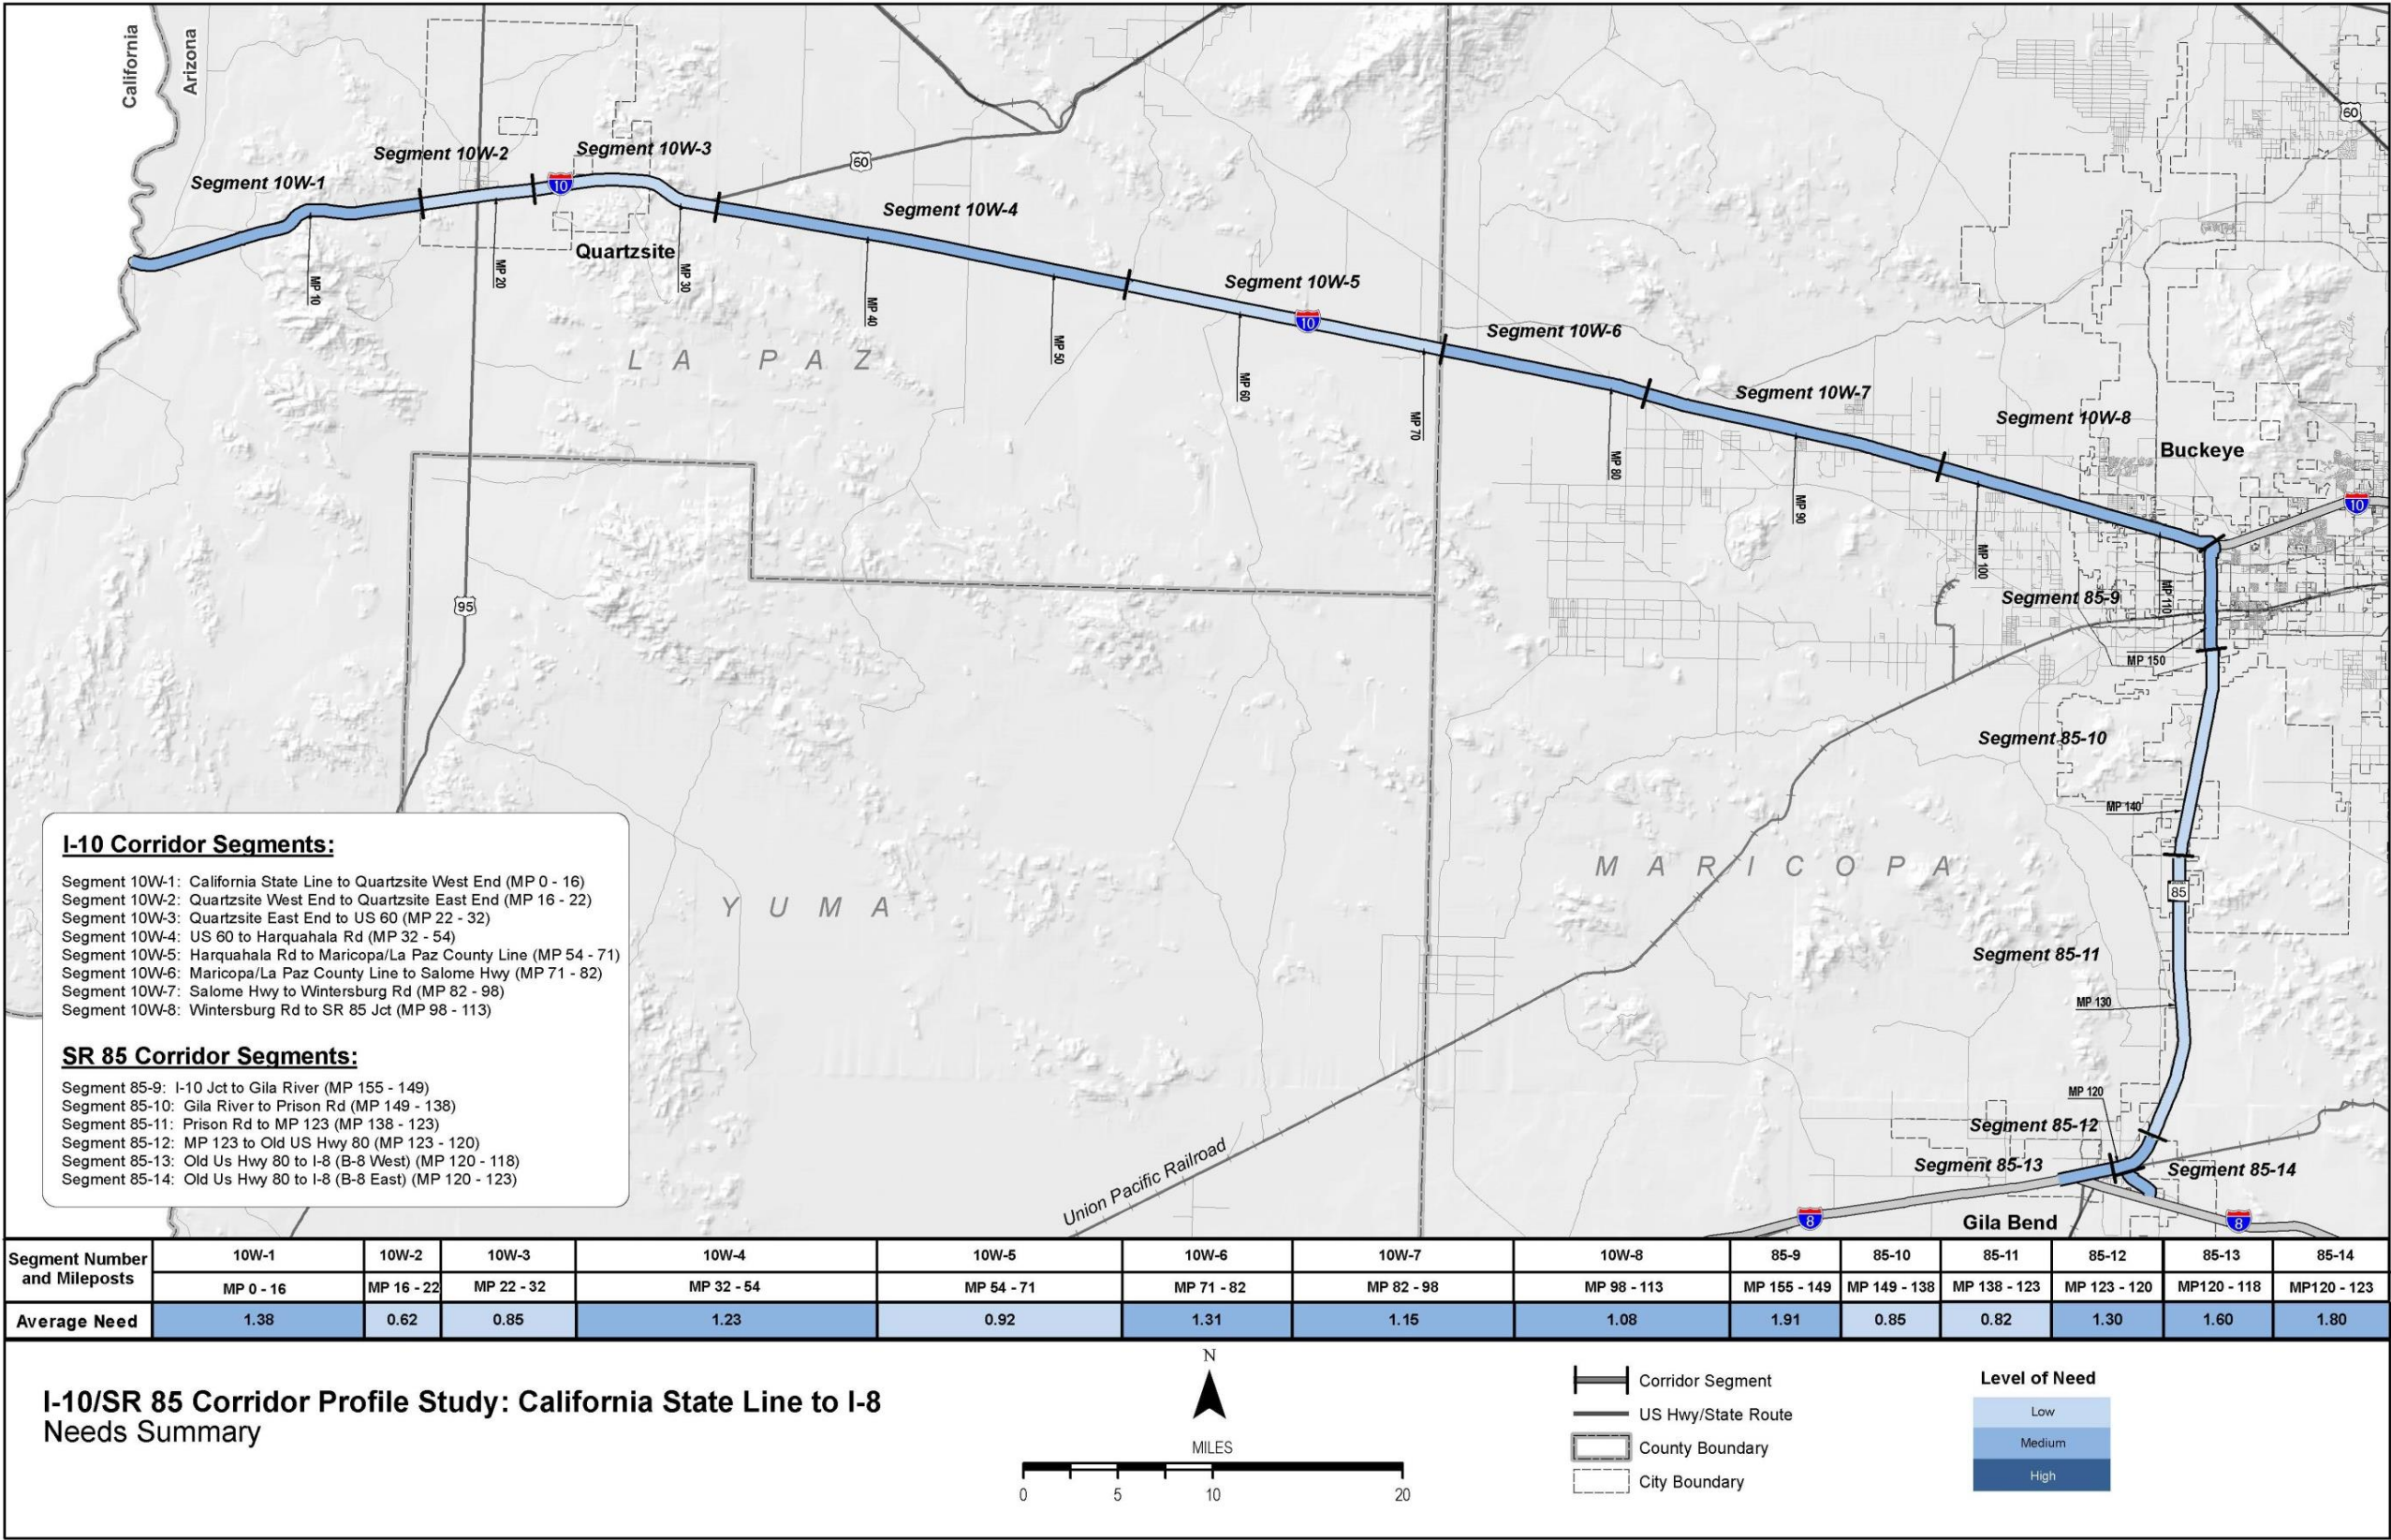 California
Arizona
60
Segment 10W-2
Segment 10W-3
60
Segment 10W-1
10
Segment 10W-4
Quartzsite
MP 10
MP 20
MP 30
MP 40
Segment 10W-5
10
MP 50
Segment 10W-6
LA PAZ
MP 60
Segment 10W-7
MP 70
Segment 10W-8
Buckeye
MP 80
MP 90
10
MP 100
95
Segment 85-9
MP 110
MP 150
Segment 85-10
MP 140
MARICOPA
85
YUMA
Segment 85-11
MP 130
MP 120
Segment 85-12
Segment 85-13
Segment 85-14
Union Pacific Railroad
8
Gila Bend
8
I-10 Corridor Segments:
Segment 10W-1: California State Line to Quartzsite West End (MP 0 - 16)
Segment 10W-2: Quartzsite West End to Quartzsite East End (MP 16 - 22)
Segment 10W-3: Quartzsite East End to US 60 (MP 22 - 32)
Segment 10W-4: US 60 to Harquahala Rd (MP 32 - 54)
Segment 10W-5: Harquahala Rd to Maricopa/La Paz County Line (MP 54 - 71)
Segment 10W-6: Maricopa/La Paz County Line to Salome Hwy (MP 71 - 82)
Segment 10W-7: Salome Hwy to Wintersburg Rd (MP 82 - 98)
Segment 10W-8: Wintersburg Rd to SR 85 Jct (MP 98 - 113)
SR 85 Corridor Segments:
Segment 85-9: I-10 Jct to Gila River (MP 155 - 149)
Segment 85-10: Gila River to Prison Rd (MP 149 - 138)
Segment 85-11: Prison Rd to MP 123 (MP 138 - 123)
Segment 85-12: MP 123 to Old US Hwy 80 (MP 123 - 120)
Segment 85-13: Old Us Hwy 80 to I-8 (B-8 West) (MP 120 - 118)
Segment 85-14: Old Us Hwy 80 to I-8 (B-8 East) (MP 120 - 123)
Segment Number and Mileposts 10W-1 10W-2 10W-3 10W-4 10W-5 10W-6 10W-7 10W-8 85-9 85-10 85-11 85-12 85-13 85-14
MP 0 - 16 MP 16 - 22 MP 22 - 32 MP 32 - 54 MP 54 - 71 MP 71 - 82 MP 82 - 98 MP 98 - 113 MP 155 - 149 MP 149 - 138 MP 138 - 123 MP 123 - 120 MP120 - 118 MP120 - 123
Average Need 1.38 0.62 0.85 1.23 0.92 1.31 1.15 1.08 1.91 0.85 0.82 1.30 1.60 1.80
I-10/SR 85 Corridor Profile Study: California State Line to I-8
Needs Summary
N
MILES
0 5 10 20
Corridor Segment
US Hwy/State Route
County Boundary
City Boundary
Level of Need
Low
Medium
High